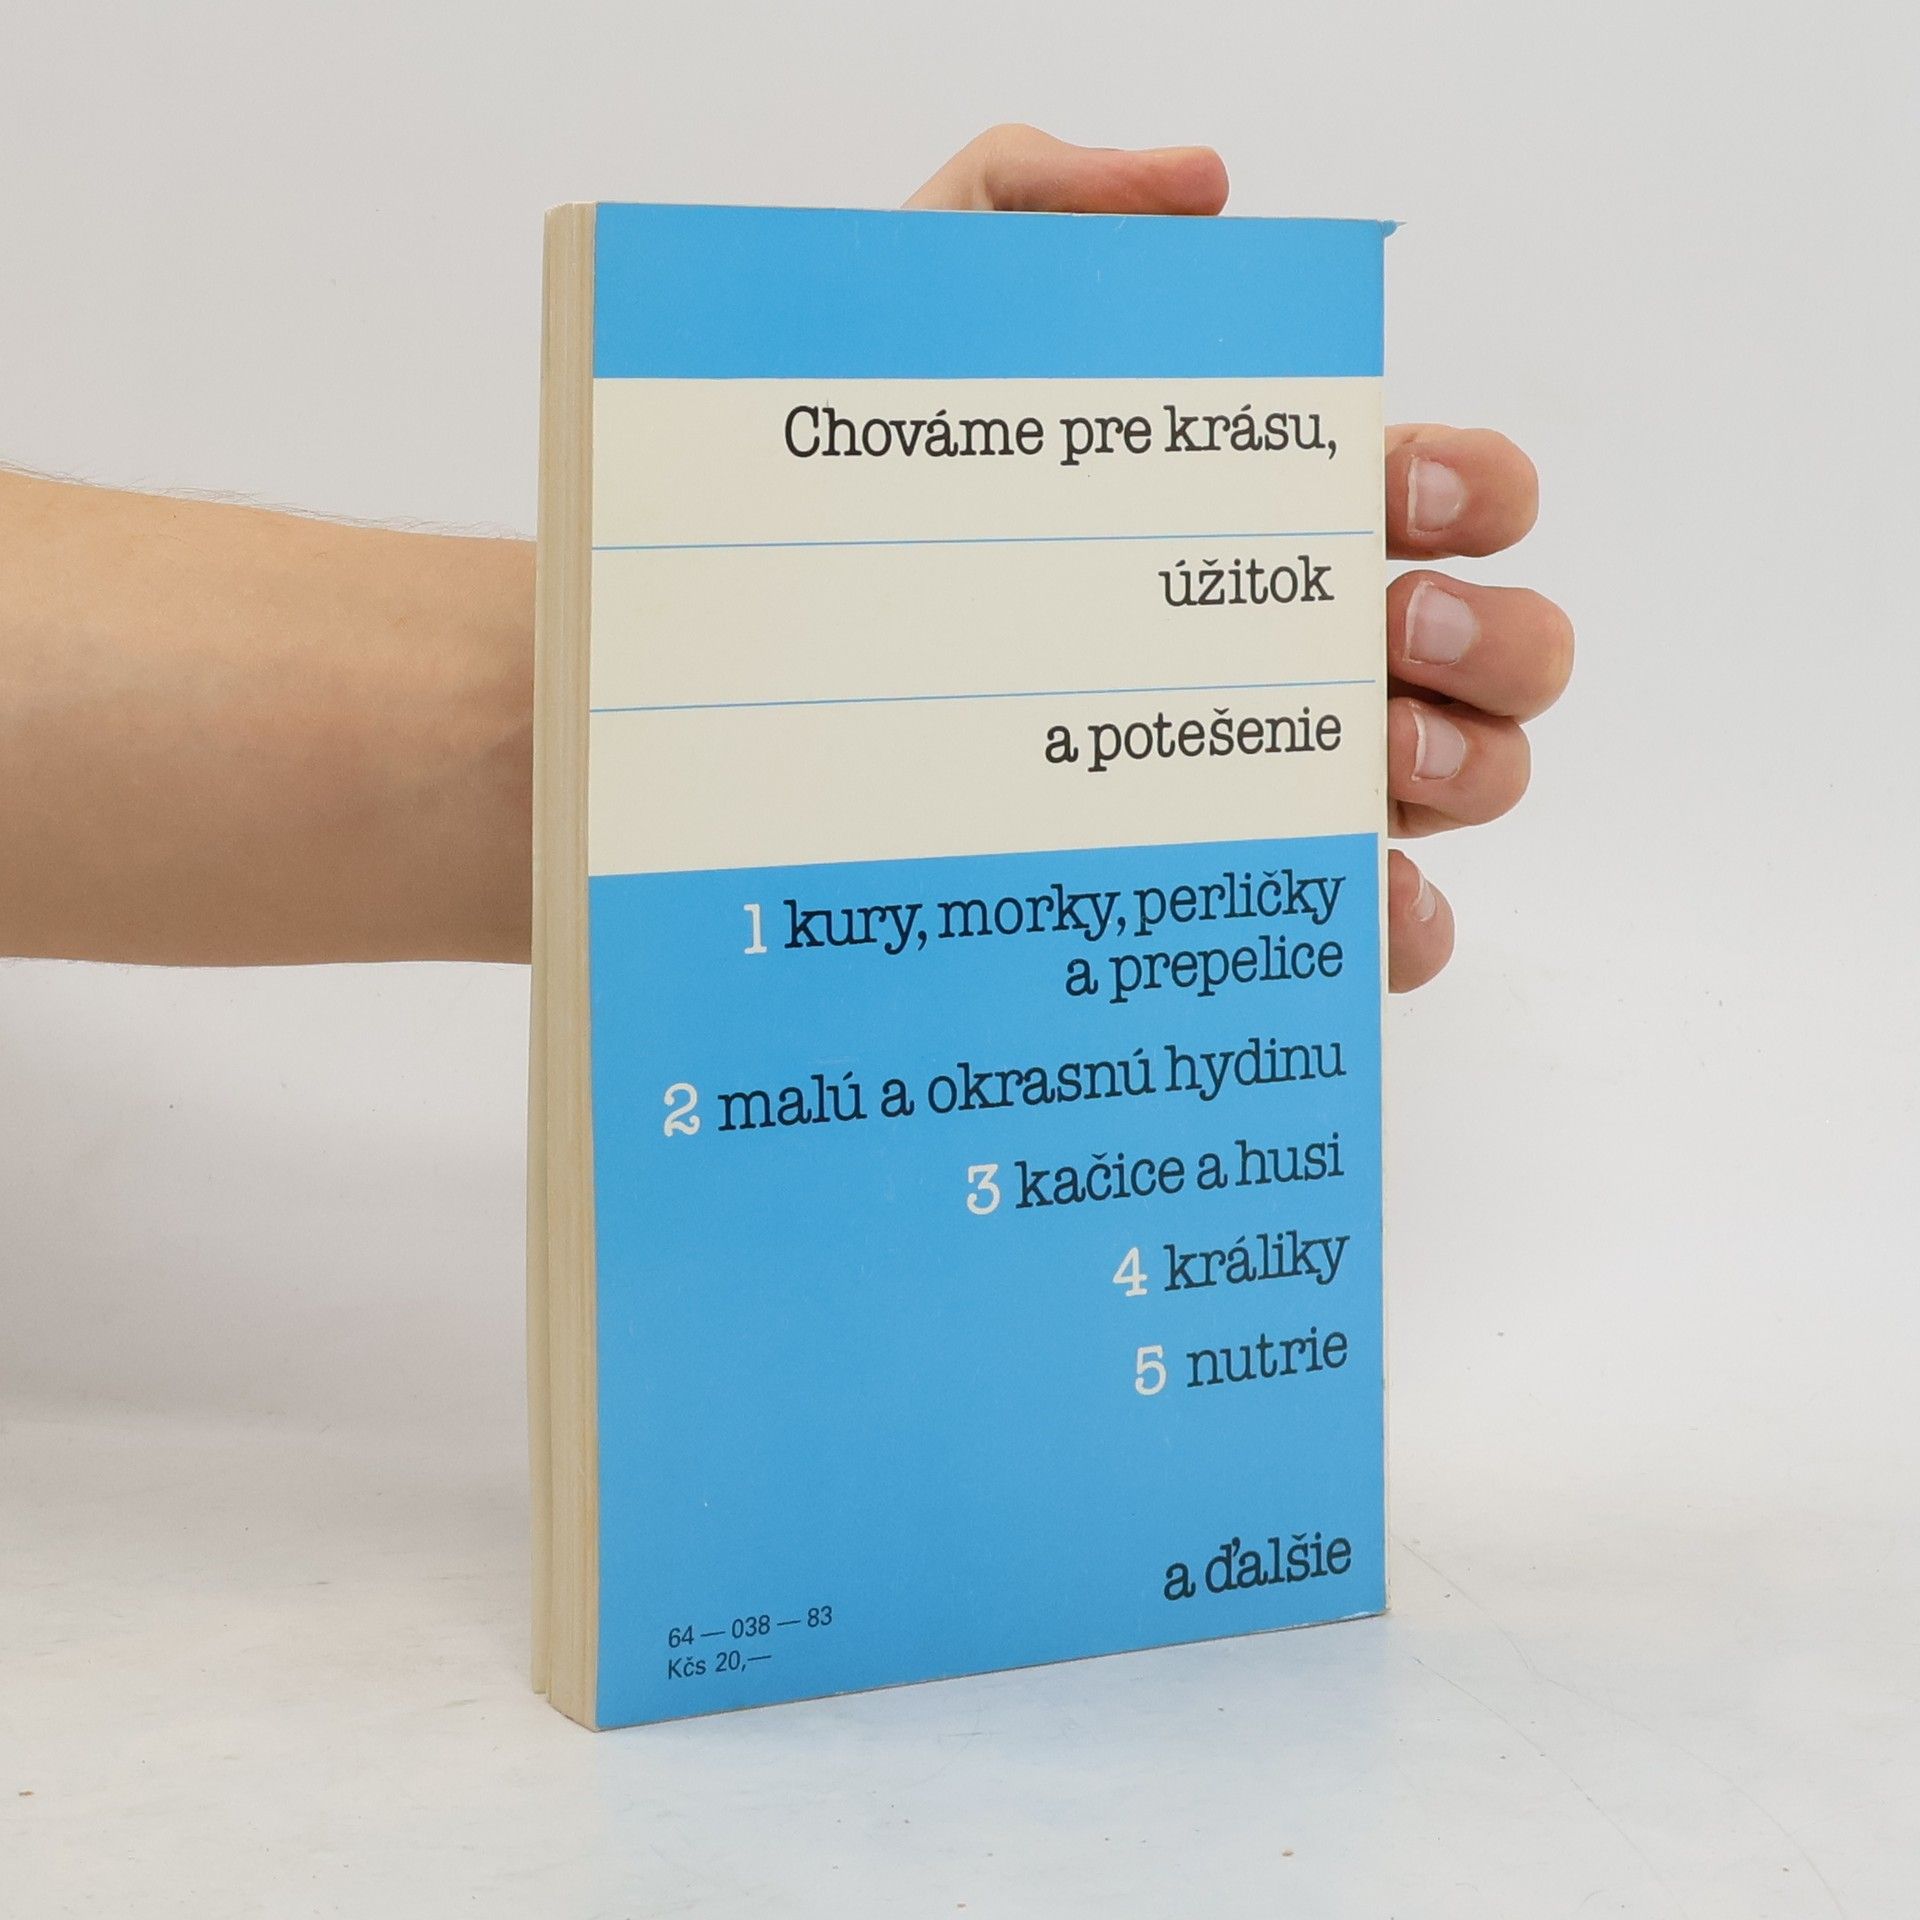 Chováme pre krásu,
úžitok
a potešenie
1 kury, morky, perličky
a prepelice
2 malú a okrasnú hydinu
3 kačice a husi
4 králiky
5 nutrie
a ďalšie
64 — 038 — 83
Kčs 20,—